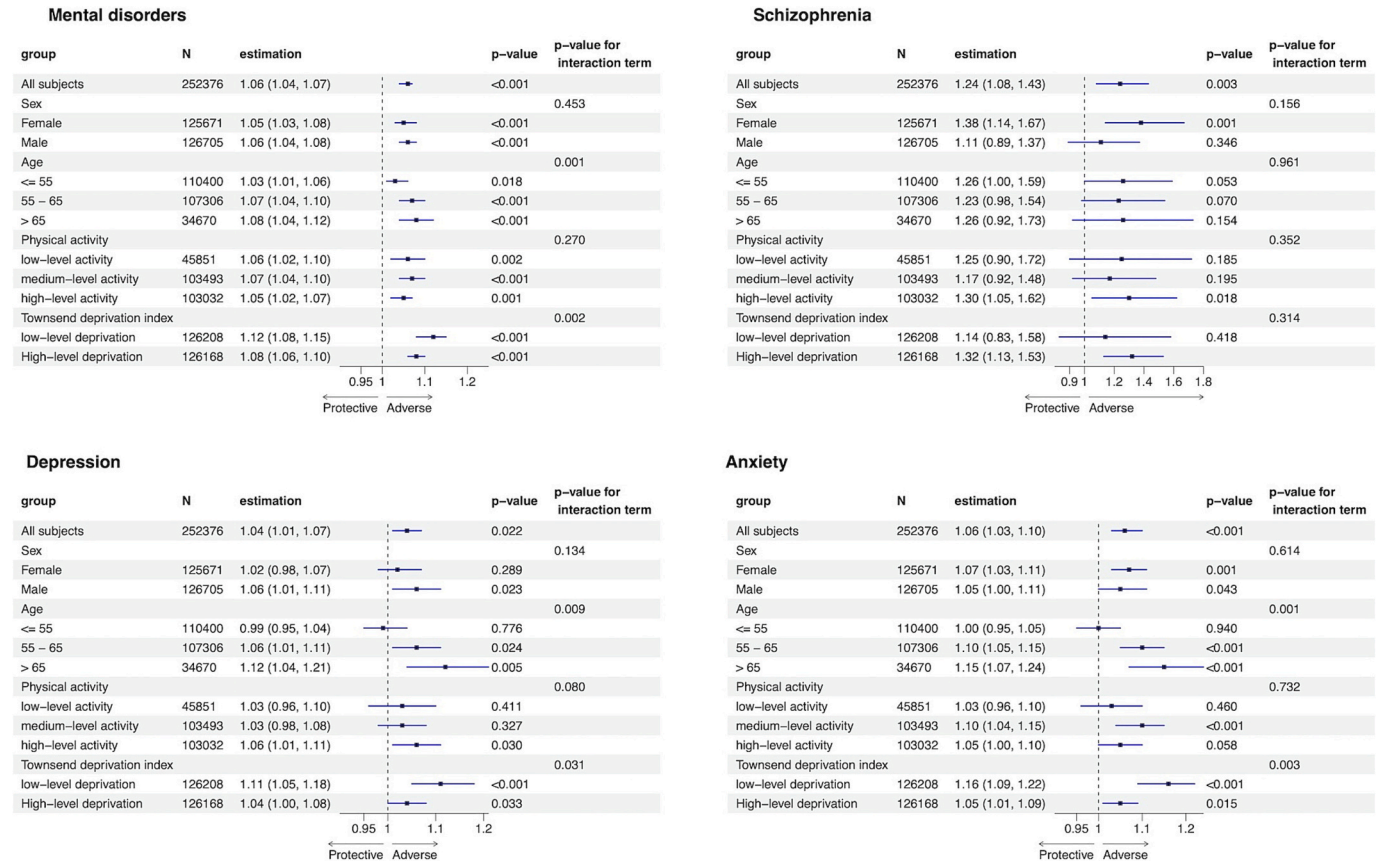 Mental disorders
group N estimation p−value p−value for interaction term
All subjects 252376 1.06 (1.04, 1.07) <0.001
Sex 0.453
Female 125671 1.05 (1.03, 1.08) <0.001
Male 126705 1.06 (1.04, 1.08) <0.001
Age 0.001
<= 55 110400 1.03 (1.01, 1.06) 0.018
55 − 65 107306 1.07 (1.04, 1.10) <0.001
> 65 34670 1.08 (1.04, 1.12) <0.001
Physical activity 0.270
low−level activity 45851 1.06 (1.02, 1.10) 0.002
medium−level activity 103493 1.07 (1.04, 1.10) <0.001
high−level activity 103032 1.05 (1.02, 1.07) 0.001
Townsend deprivation index 0.002
low−level deprivation 126208 1.12 (1.08, 1.15) <0.001
High−level deprivation 126168 1.08 (1.06, 1.10) <0.001
0.95 1 1.1 1.2
Protective Adverse
Schizophrenia
group N estimation p−value p−value for interaction term
All subjects 252376 1.24 (1.08, 1.43) 0.003
Sex 0.156
Female 125671 1.38 (1.14, 1.67) 0.001
Male 126705 1.11 (0.89, 1.37) 0.346
Age 0.961
<= 55 110400 1.26 (1.00, 1.59) 0.053
55 − 65 107306 1.23 (0.98, 1.54) 0.070
> 65 34670 1.26 (0.92, 1.73) 0.154
Physical activity 0.352
low−level activity 45851 1.25 (0.90, 1.72) 0.185
medium−level activity 103493 1.17 (0.92, 1.48) 0.195
high−level activity 103032 1.30 (1.05, 1.62) 0.018
Townsend deprivation index 0.314
low−level deprivation 126208 1.14 (0.83, 1.58) 0.418
High−level deprivation 126168 1.32 (1.13, 1.53)
0.9 1 1.2 1.4 1.6 1.8
Protective Adverse
Depression
group N estimation p−value p−value for interaction term
All subjects 252376 1.04 (1.01, 1.07) 0.022
Sex 0.134
Female 125671 1.02 (0.98, 1.07) 0.289
Male 126705 1.06 (1.01, 1.11) 0.023
Age 0.009
<= 55 110400 0.99 (0.95, 1.04) 0.776
55 − 65 107306 1.06 (1.01, 1.11) 0.024
> 65 34670 1.12 (1.04, 1.21) 0.005
Physical activity 0.080
low−level activity 45851 1.03 (0.96, 1.10) 0.411
medium−level activity 103493 1.03 (0.98, 1.08) 0.327
high−level activity 103032 1.06 (1.01, 1.11) 0.030
Townsend deprivation index 0.031
low−level deprivation 126208 1.11 (1.05, 1.18) <0.001
High−level deprivation 126168 1.04 (1.00, 1.08) 0.033
0.95 1 1.1 1.2
Protective Adverse
Anxiety
group N estimation p−value p−value for interaction term
All subjects 252376 1.06 (1.03, 1.10) <0.001
Sex 0.614
Female 125671 1.07 (1.03, 1.11) 0.001
Male 126705 1.05 (1.00, 1.11) 0.043
Age 0.001
<= 55 110400 1.00 (0.95, 1.05) 0.940
55 − 65 107306 1.10 (1.05, 1.15) <0.001
> 65 34670 1.15 (1.07, 1.24) <0.001
Physical activity 0.732
low−level activity 45851 1.03 (0.96, 1.10) 0.460
medium−level activity 103493 1.10 (1.04, 1.15) <0.001
high−level activity 103032 1.05 (1.00, 1.10) 0.058
Townsend deprivation index 0.003
low−level deprivation 126208 1.16 (1.09, 1.22) <0.001
High−level deprivation 126168 1.05 (1.01, 1.09) 0.015
0.95 1 1.1 1.2
Protective Adverse